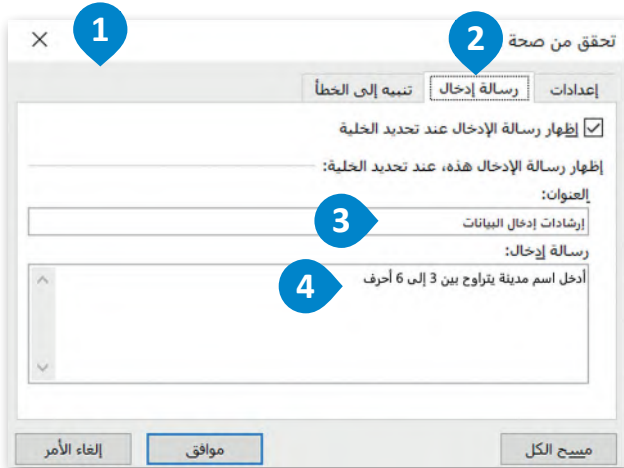 1
تحقق من صحة 2
إعدادات رسالة إدخال تنبيه إلى الخطأ
إظهار رسالة الإدخال عند تحديد الخلية
إظهار رسالة الإدخال هذه، عند تحديد الخلية:
العنوان:
إرشادات إدخال البيانات 3
رسالة إدخال:
أدخل اسم مدينة يتراوح بين 3 إلى 6 أحرف 4
مسح الكل موافق إلغاء الأمر